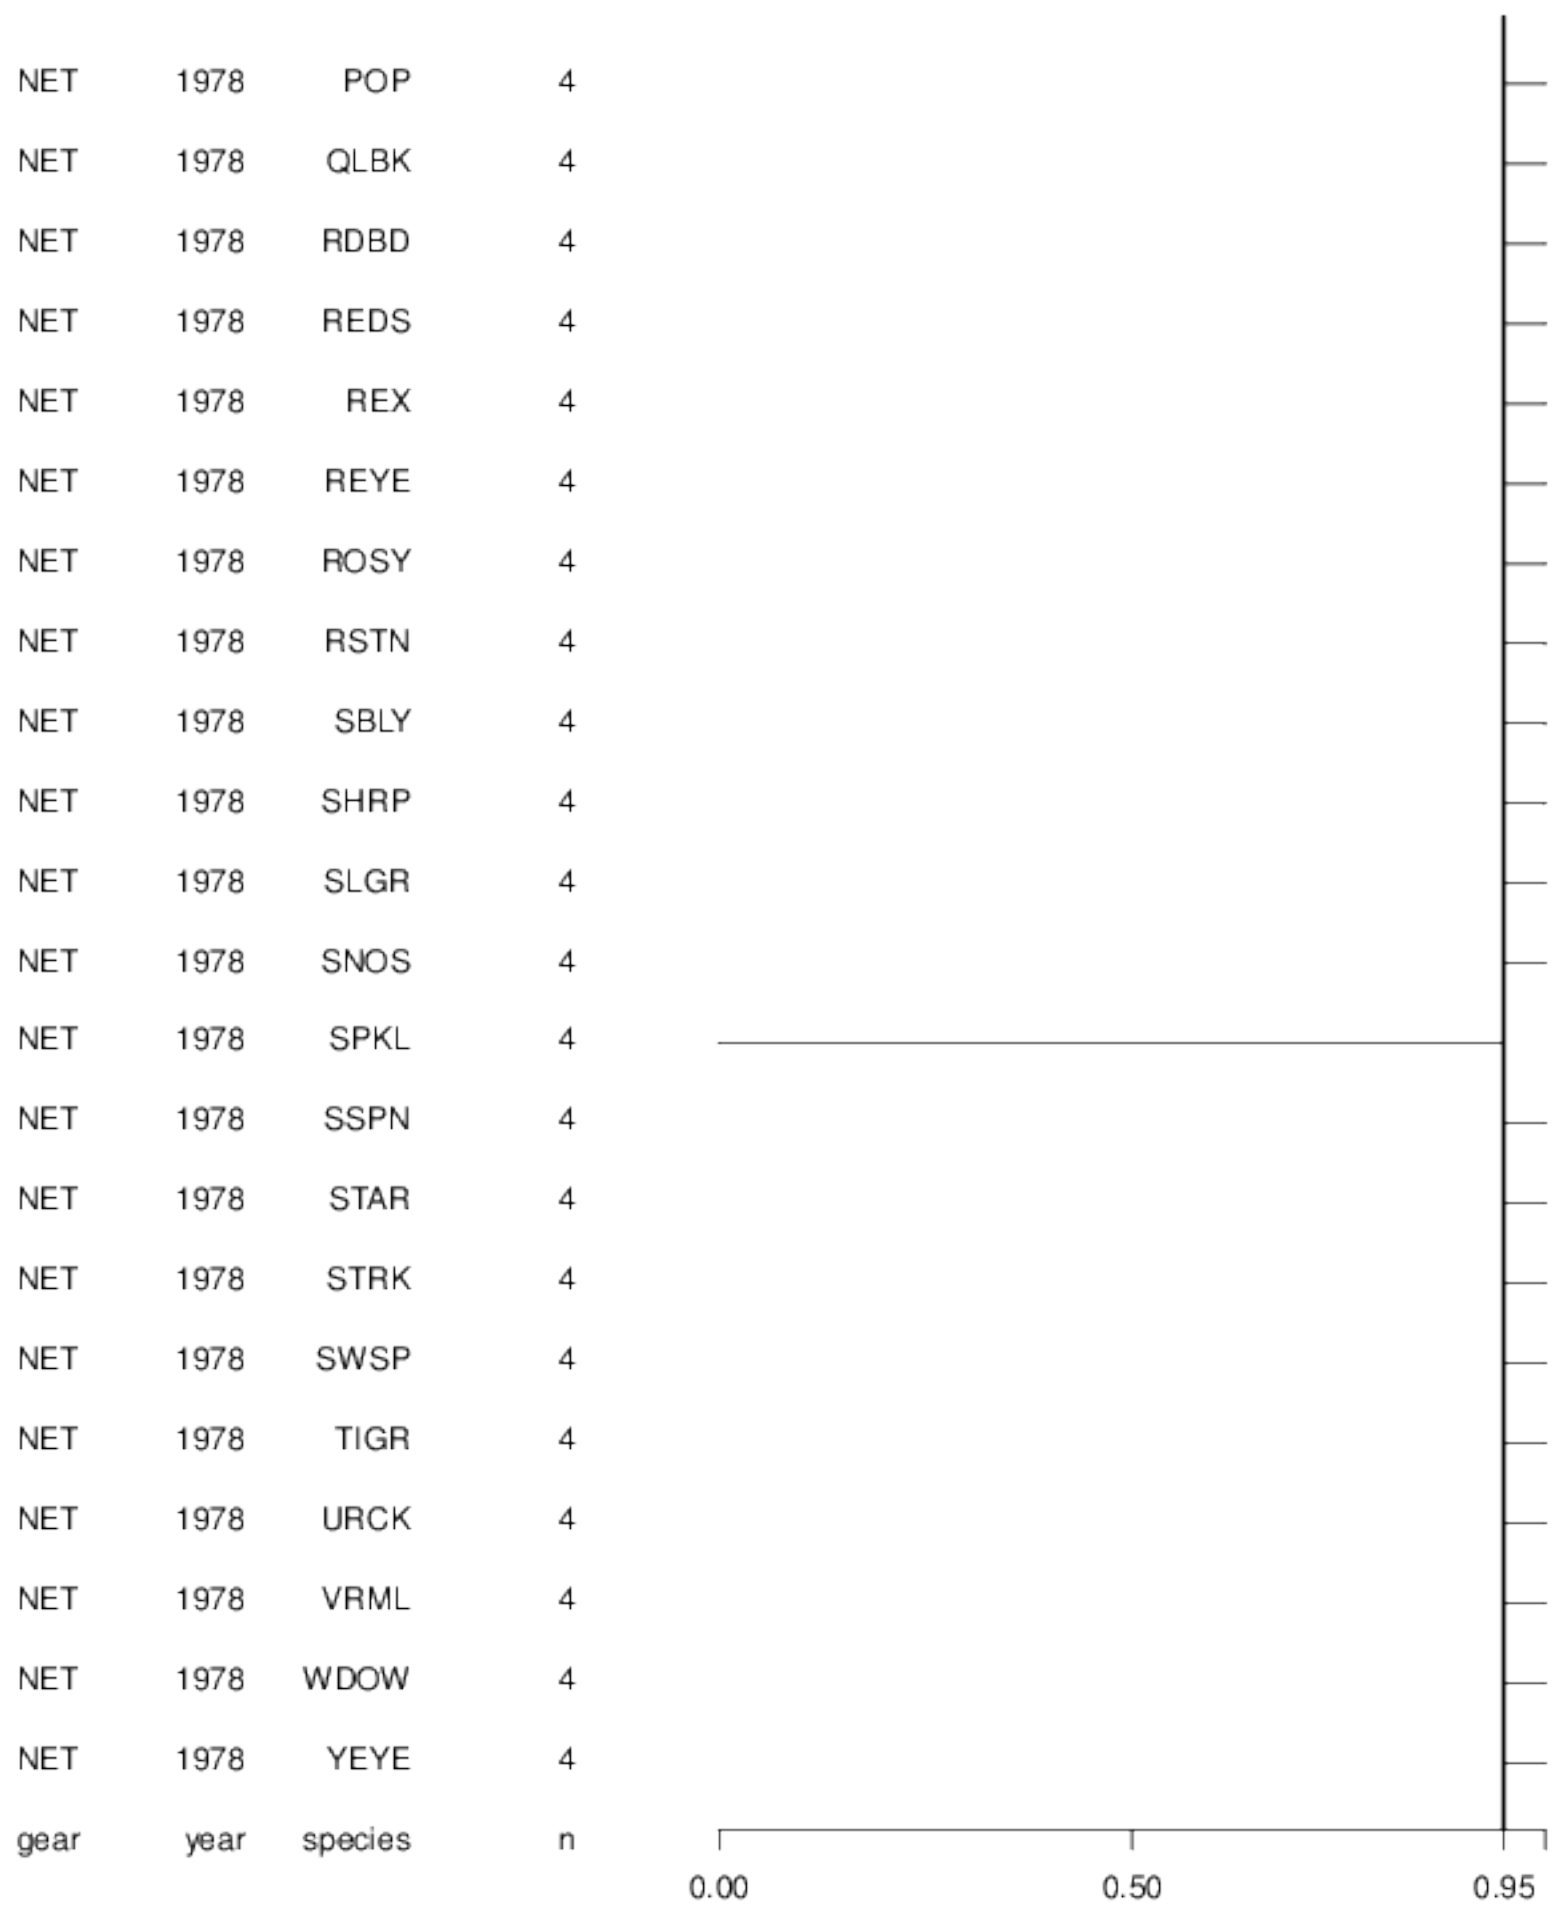 NET 1978 POP 4
NET 1978 QLBK 4
NET 1978 RDBD 4
NET 1978 REDS 4
NET 1978 REX 4
NET 1978 REYE 4
NET 1978 ROSY 4
NET 1978 RSTN 4
NET 1978 SBLY 4
NET 1978 SHRP 4
NET 1978 SLGR 4
NET 1978 SNOS 4
NET 1978 SPKL 4
NET 1978 SSPN 4
NET 1978 STAR 4
NET 1978 STRK 4
NET 1978 SWSP 4
NET 1978 TIGR 4
NET 1978 URCK 4
NET 1978 VRML 4
NET 1978 WDOW 4
NET 1978 YEYE 4
gear year species n
0.00 0.50 0.95